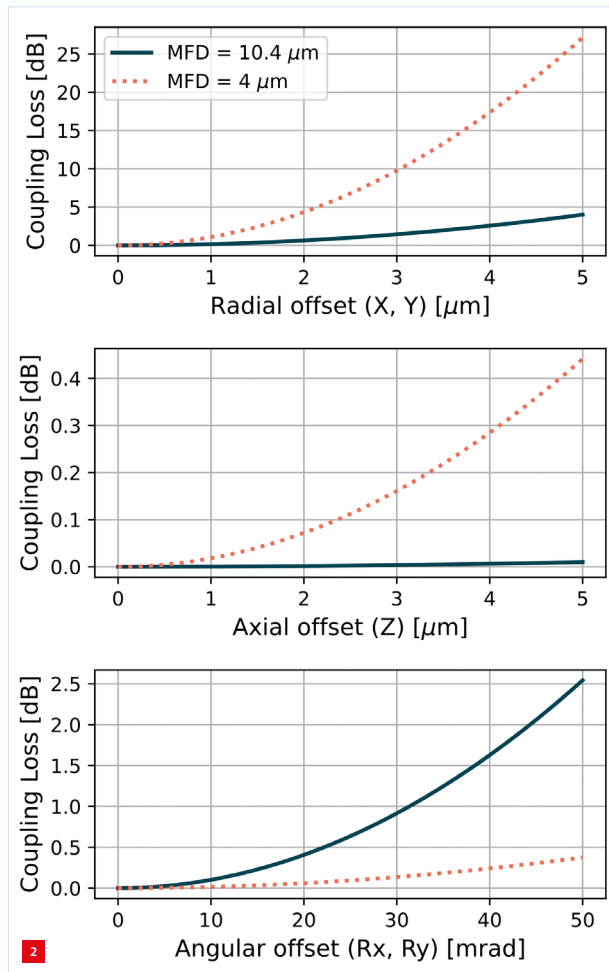 Coupling Loss [dB]
25
20
15
10
5
0
MFD = 10.4 μm
MFD = 4 μm
0 1 2 3 4 5
Radial offset (X, Y) [μm]
Coupling Loss [dB]
0.4
0.3
0.2
0.1
0.0
0 1 2 3 4 5
Axial offset (Z) [μm]
Coupling Loss [dB]
2.5
2.0
1.5
1.0
0.5
0.0
0 10 20 30 40 50
Angular offset (Rx, Ry) [mrad]
2